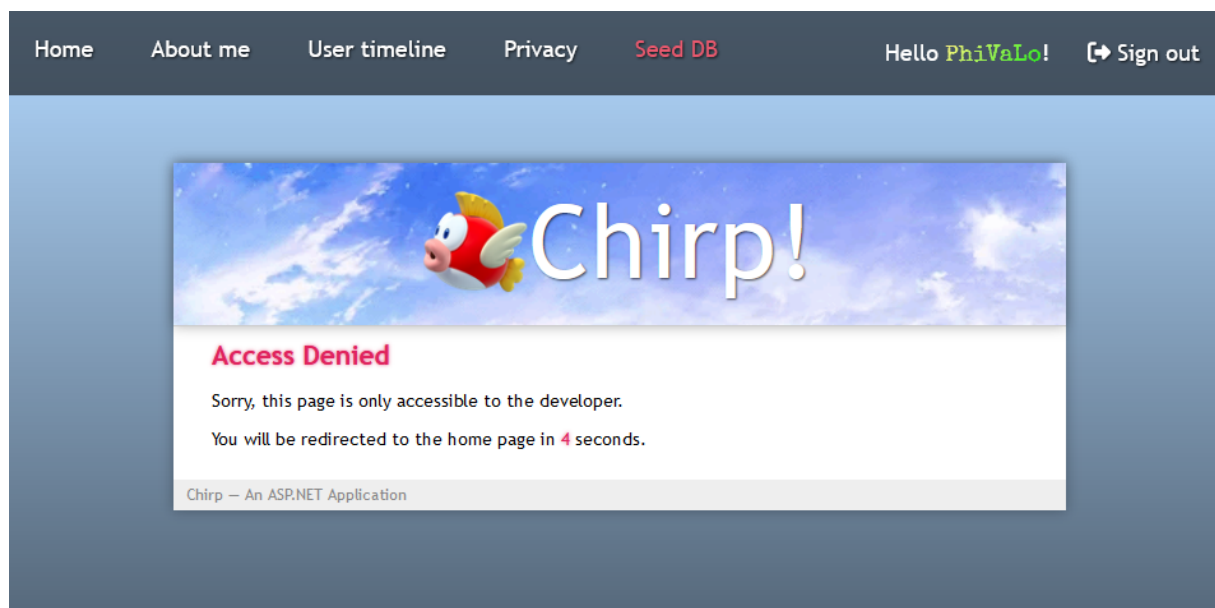 Home About me User timeline Privacy Seed DB Hello PhiVaLo! Sign out
Chirp!
Access Denied
Sorry, this page is only accessible to the developer.
You will be redirected to the home page in 4 seconds.
Chirp — An ASP.NET Application